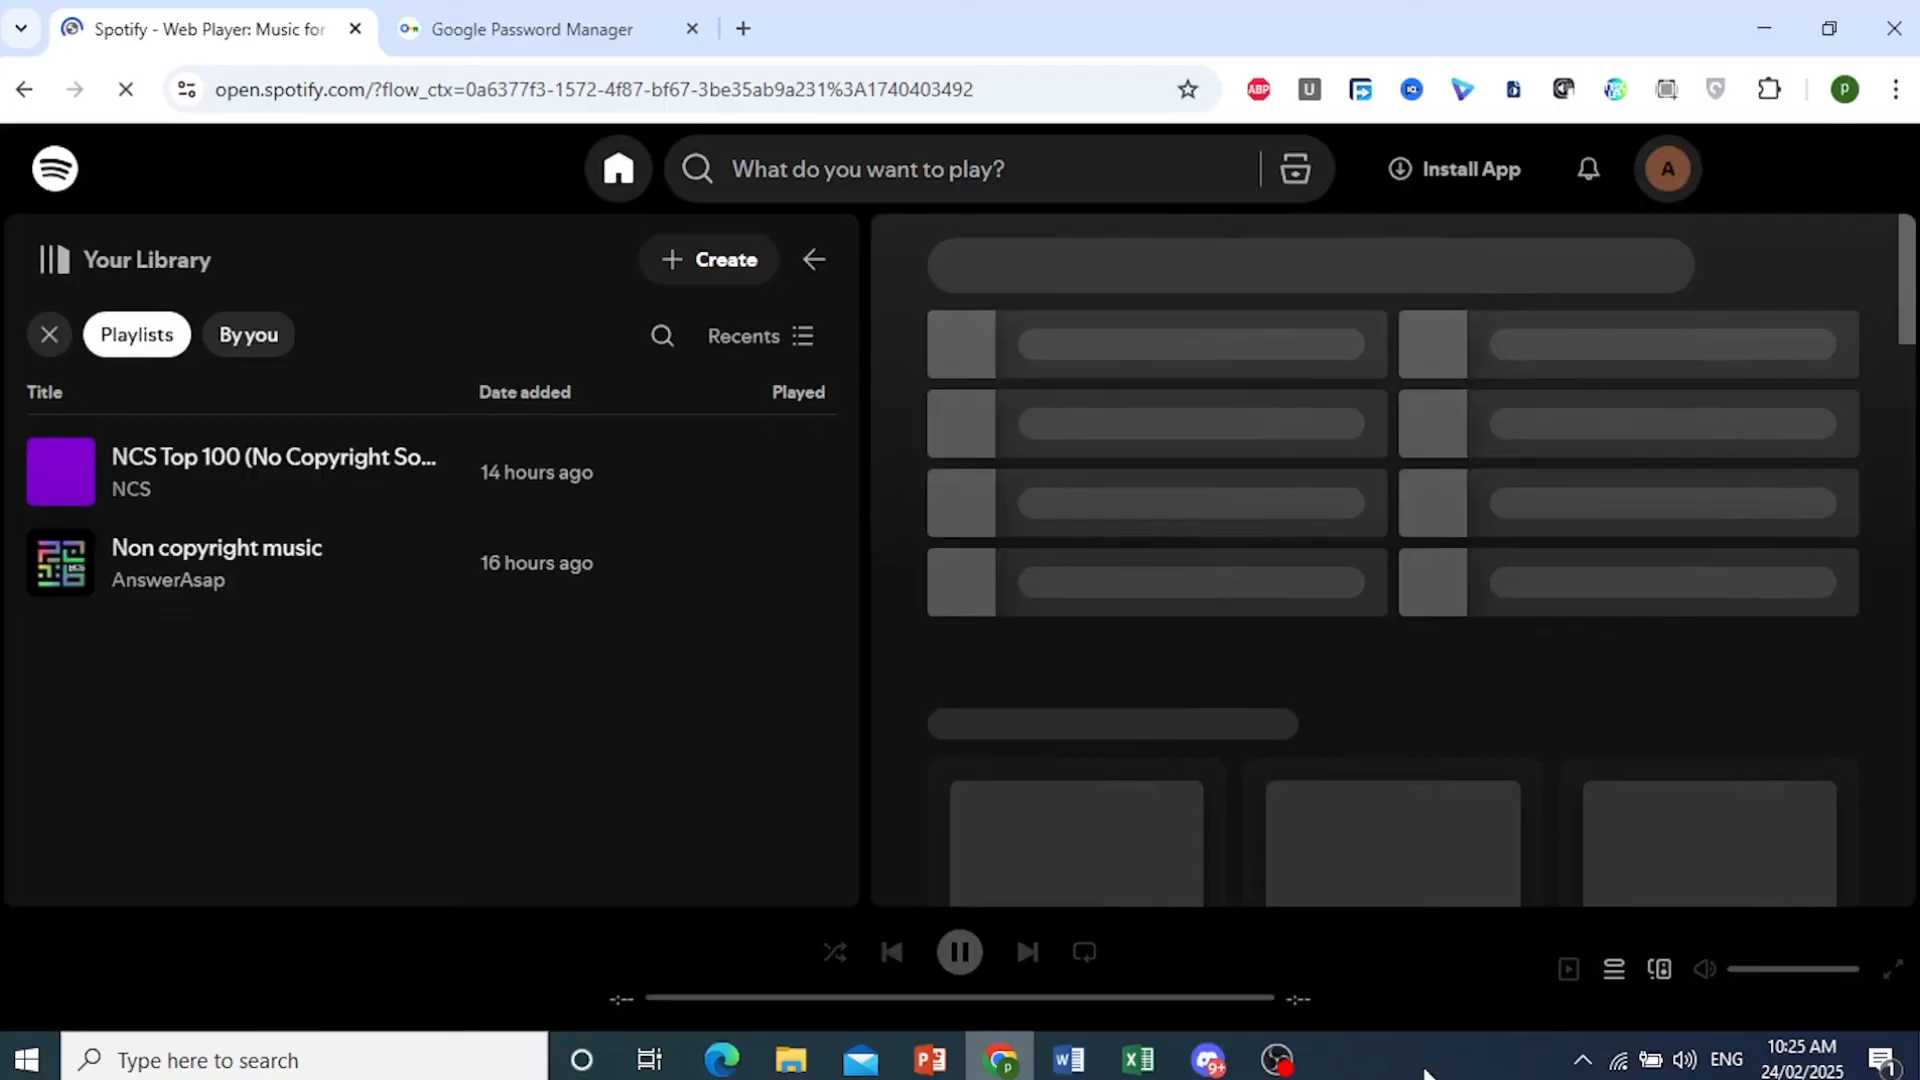 Spotify - Web Player: Music for
Google Password Manager
open.spotify.com/?flow_ctx=0a6377f3-1572-4f87-bf67-3be35ab9a231%3A1740403492
ABP
U
p
What do you want to play?
Install App
A
Your Library
Create
Playlists
By you
Recents
Title
Date added
Played
NCS Top 100 (No Copyright So...
NCS
14 hours ago
Non copyright music
AnswerAsap
16 hours ago
-:--
-:--
Type here to search
9+
ENG
10:25 AM
24/02/2025
1